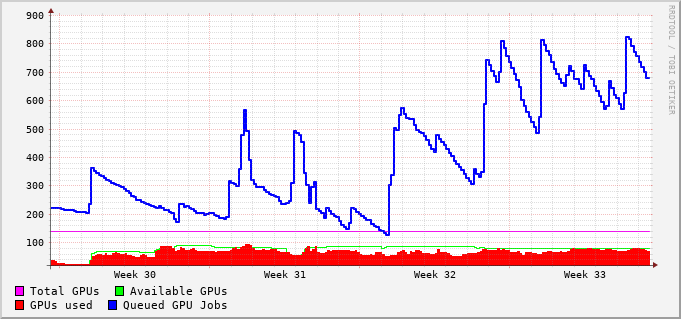 900
800
700
600
500
400
300
200
100
Week 30 Week 31 Week 32 Week 33
Total GPUs Available GPUs
GPUs used Queued GPU Jobs
RRDTOOL / TOBI OETIKER